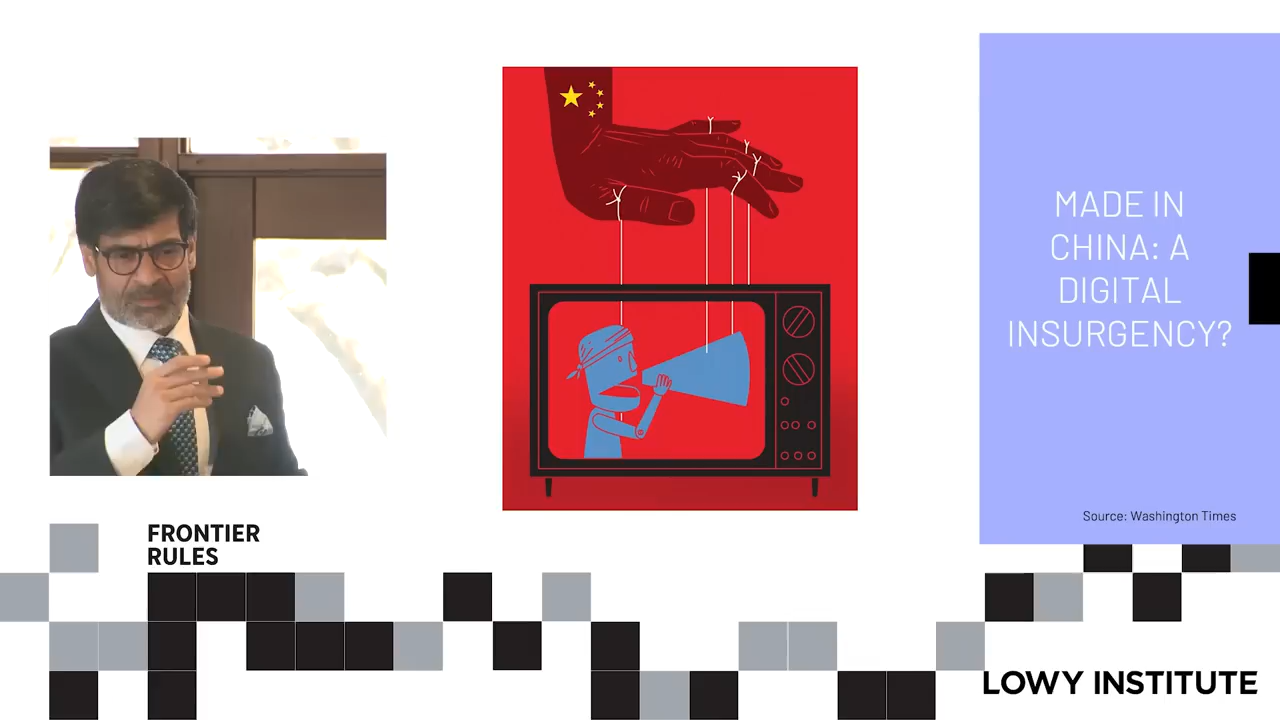 MADE IN
CHINA: A
DIGITAL
INSURGENCY?
Source: Washington Times
FRONTIER
RULES
LOWY INSTITUTE